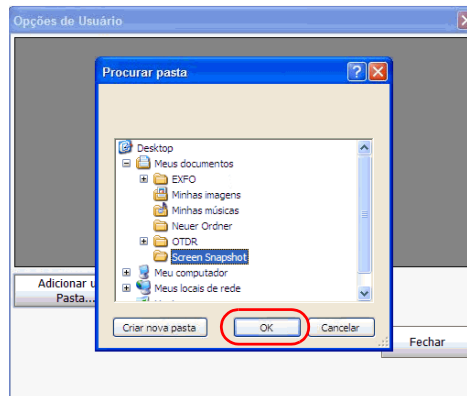 Opções de Usuário
Procurar pasta
Desktop
Meus documentos
EXFO
Minhas imagens
Minhas músicas
Neuer Ordner
OTDR
Screen Snapshot
Meu computador
Meus locais de rede
Adicionar u
Pasta...
Criar nova pasta
OK
Cancelar
Fechar